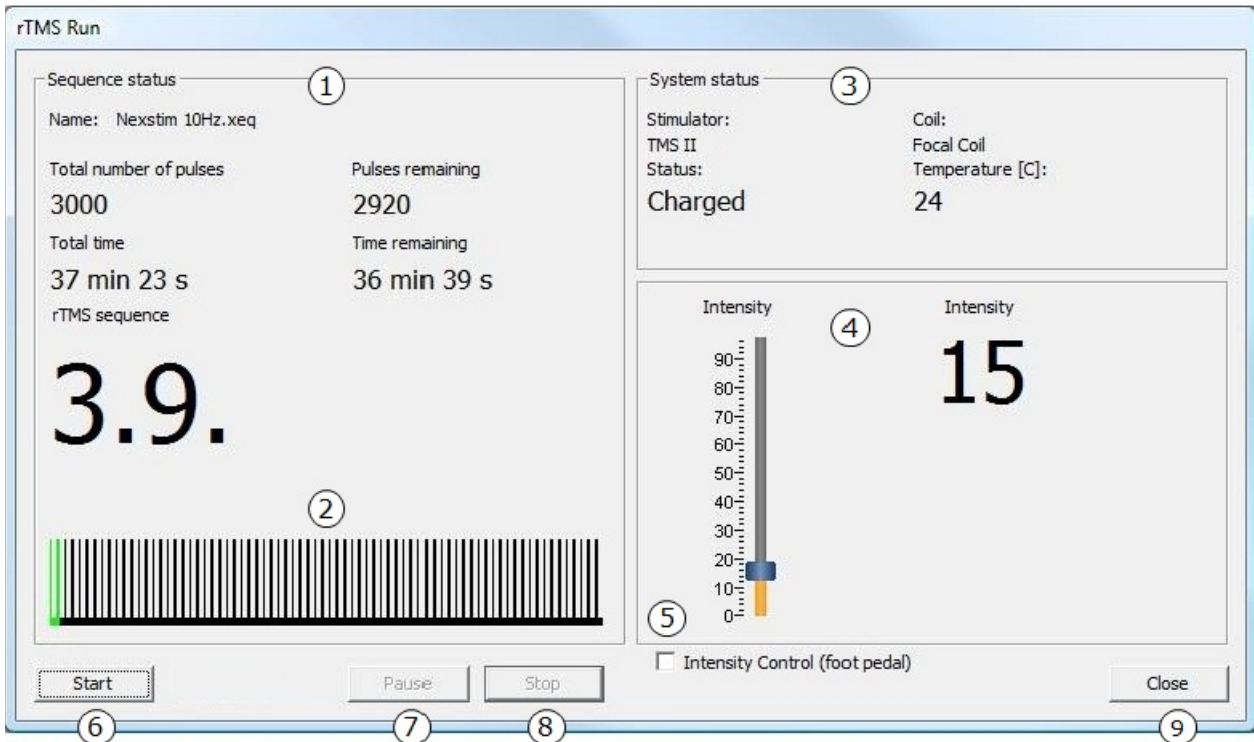 rTMS Run
Sequence status
1
Name: Nexstim 10Hz.xeq
Total number of pulses
Pulses remaining
3000
2920
Total time
Time remaining
37 min 23 s
36 min 39 s
rTMS sequence
3.9.
2
System status
3
Stimulator:
Coil:
TMS II
Focal Coil
Status:
Temperature [C]:
Charged
24
Intensity
4
Intensity
15
90
80
70
60
50
40
30
20
10
0
5
Intensity Control (foot pedal)
Start
Pause
Stop
Close
6
7
8
9